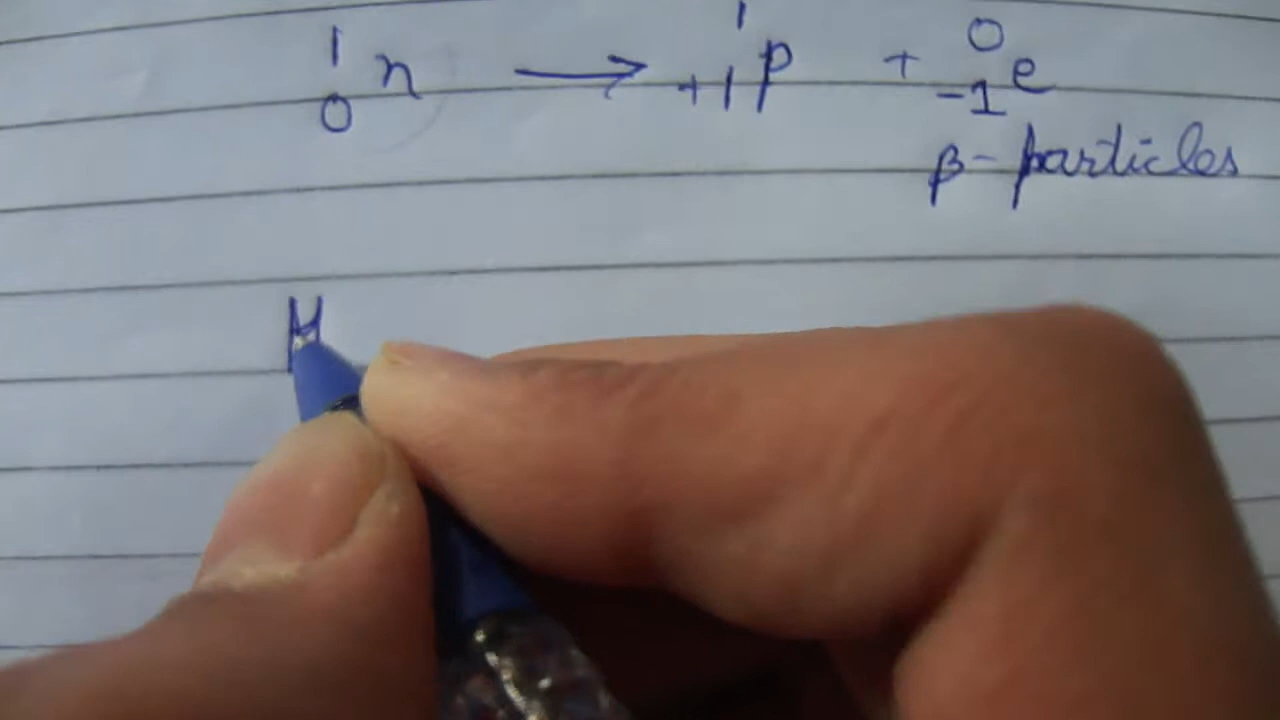 ¹₀n → ¹₊₁p + ⁰₋₁e
β- particles